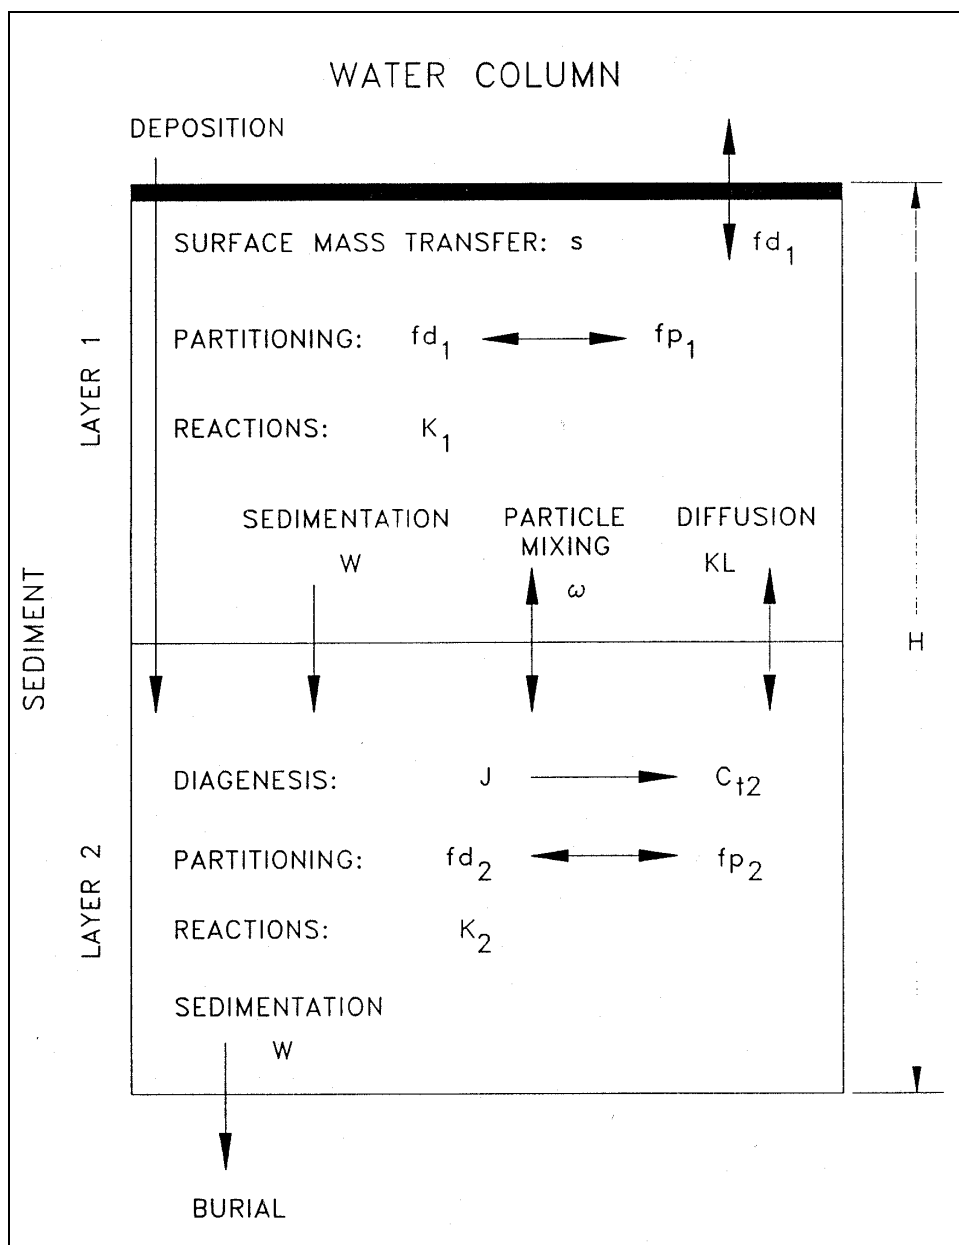 WATER COLUMN
DEPOSITION
SURFACE MASS TRANSFER: s fd₁
PARTITIONING: fd₁ fp₁
REACTIONS: K₁
LAYER 1
SEDIMENTATION PARTICLE DIFFUSION
MIXING
W ω KL
SEDIMENT
H
DIAGENESIS: J Cₜ₂
PARTITIONING: fd₂ fp₂
REACTIONS: K₂
LAYER 2
SEDIMENTATION
W
BURIAL